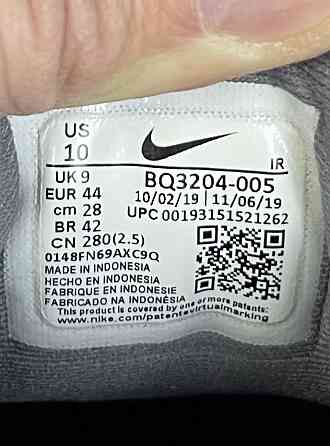 US
10
IR
UK 9
BQ3204-005
EUR 44
10/02/19 | 11/06/19
cm 28
UPC 00193151521262
BR 42
CN 280(2.5)
0148FN69AXC9Q
MADE IN INDONESIA
HECHO EN INDONESIA
FABRIQUE EN INDONESIE
FABRICADO NA INDONÉSIA
This product is covered by one or more patents:
www.nike.com/patentsvirtualmarking